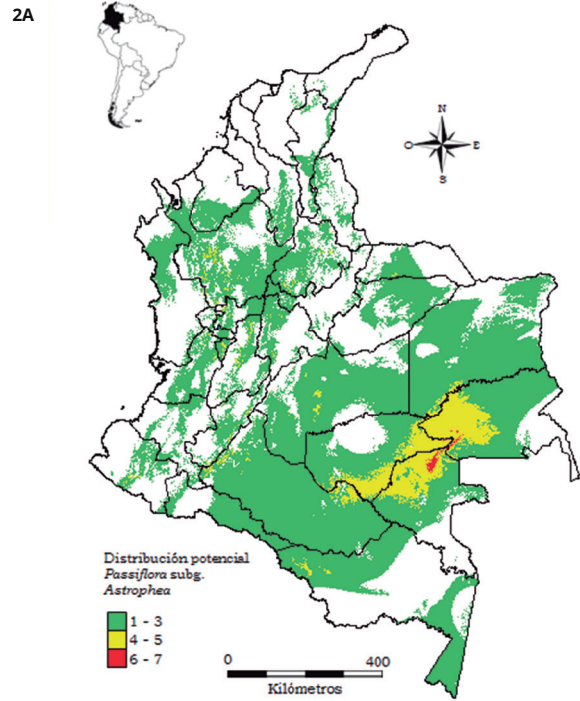 2A
N
O E
S
Distribución potencial
Passiflora subg.
Astrophea
1 - 3
4 - 5
6 - 7
0 400
Kilómetros